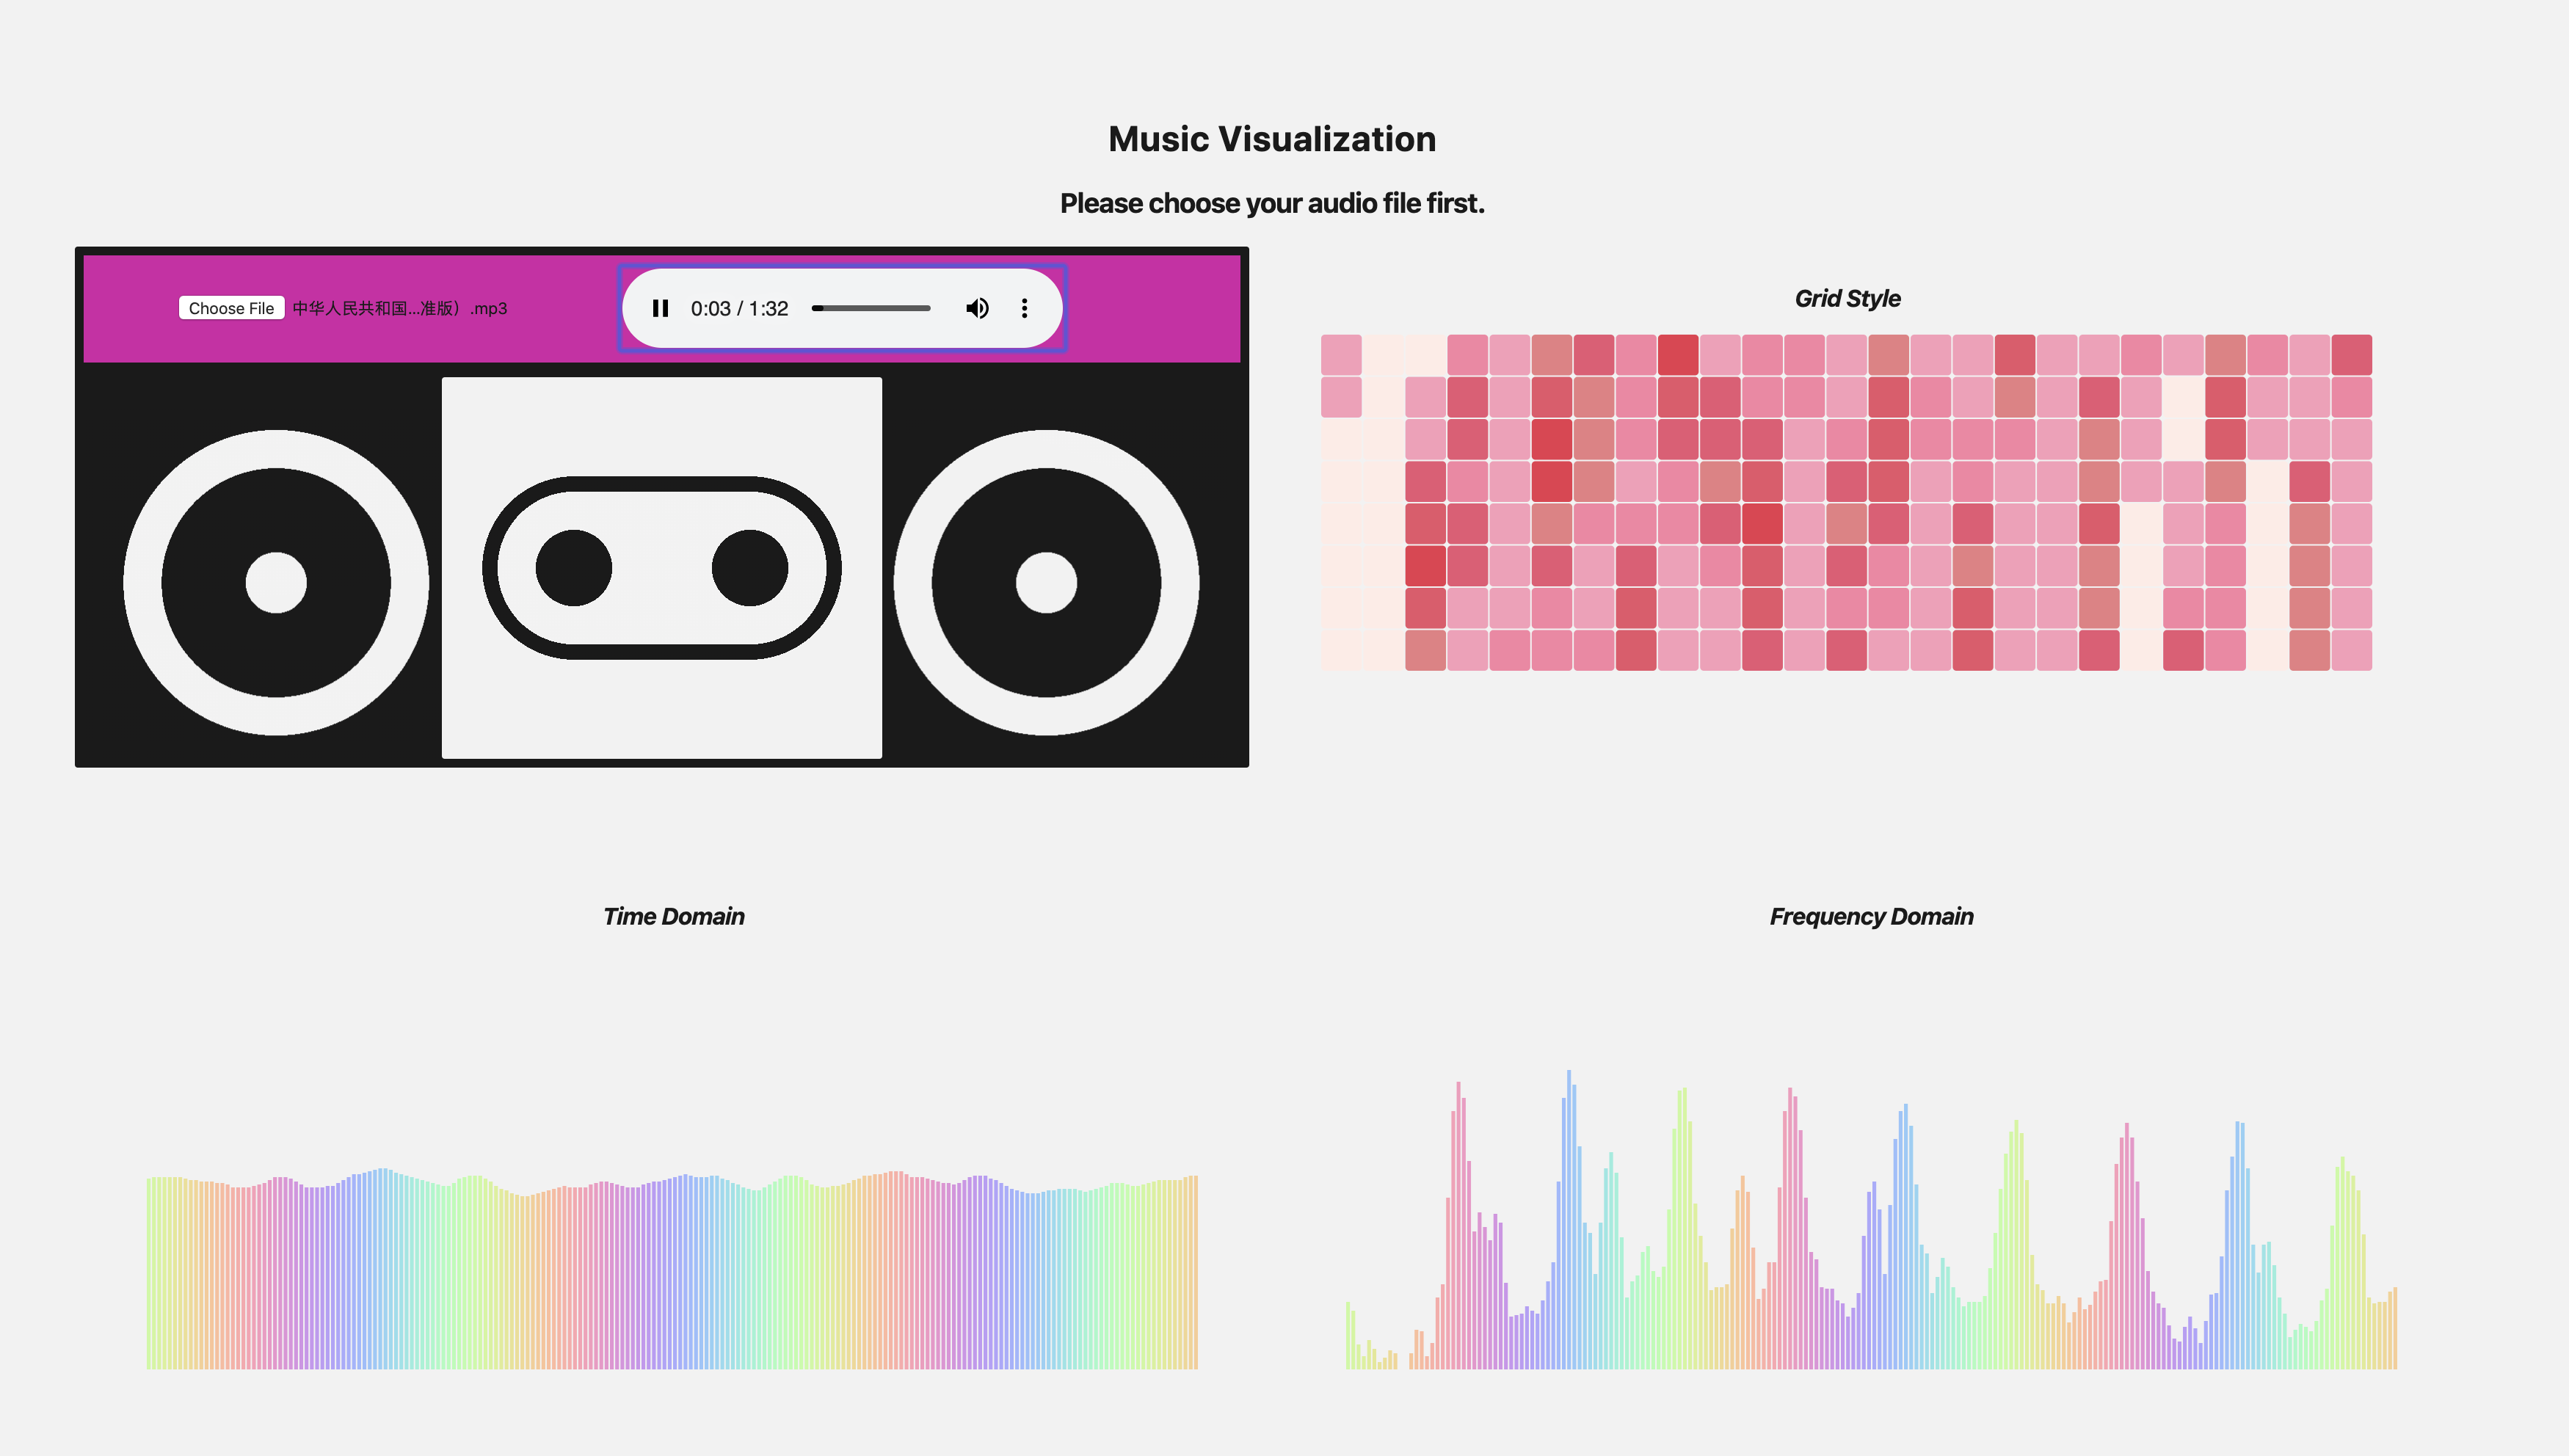 Music Visualization
Please choose your audio file first.
Choose File 中华人民共和国...准版）.mp3
0:03 / 1:32
Grid Style
Time Domain
Frequency Domain